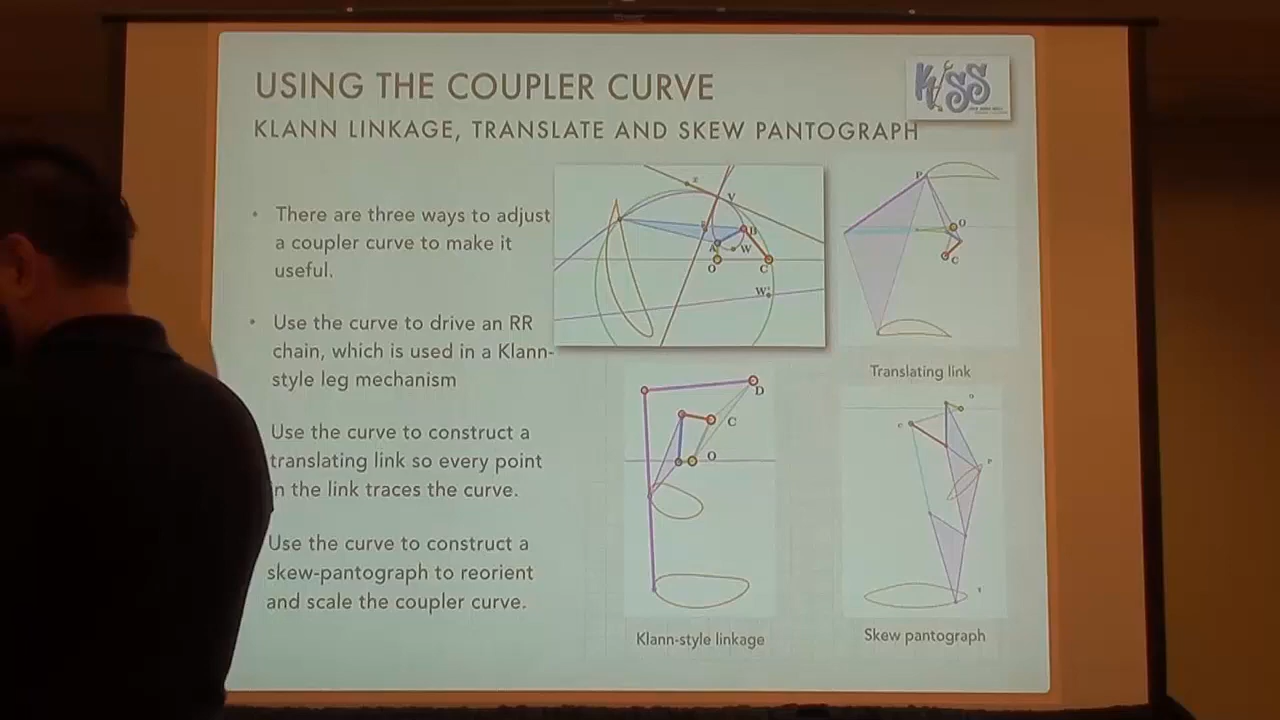 USING THE COUPLER CURVE
KISS
KLANN LINKAGE, TRANSLATE AND SKEW PANTOGRAPH
• There are three ways to adjust
a coupler curve to make it
useful.
• Use the curve to drive an RR
chain, which is used in a Klann-
style leg mechanism
Use the curve to construct a
translating link so every point
in the link traces the curve.
Use the curve to construct a
skew-pantograph to reorient
and scale the coupler curve.
x
V
B
A
W
O
C
W'
P
O
C
Translating link
D
C
O
Klann-style linkage
O
C
P
Skew pantograph